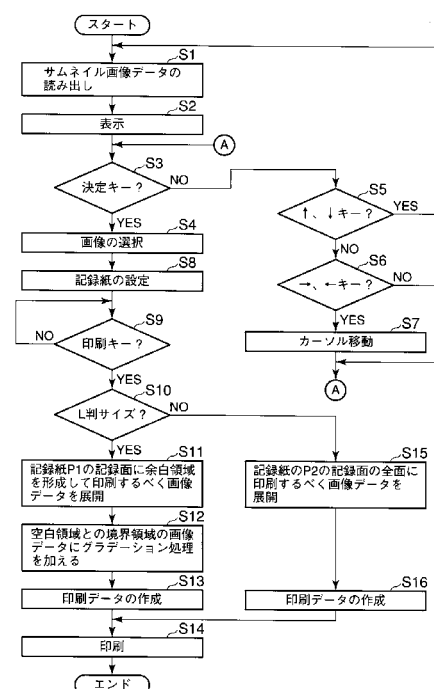 スタート
S1
サムネイル画像データの
読み出し
S2
表示
A
S3
決定キー？
NO
YES
S4
画像の選択
S8
記録紙の設定
S5
↑、↓キー？
YES
NO
S6
→、←キー？
NO
YES
S7
カーソル移動
A
S9
印刷キー？
NO
YES
S10
L判サイズ？
NO
YES
S11
記録紙P1の記録面に余白領域
を形成して印刷するべく画像
データを展開
S12
空白領域との境界領域の画像
データにグラデーション処理
を加える
S13
印刷データの作成
S15
記録紙のP2の記録面の全面に
印刷するべく画像データを
展開
S16
印刷データの作成
S14
印刷
エンド